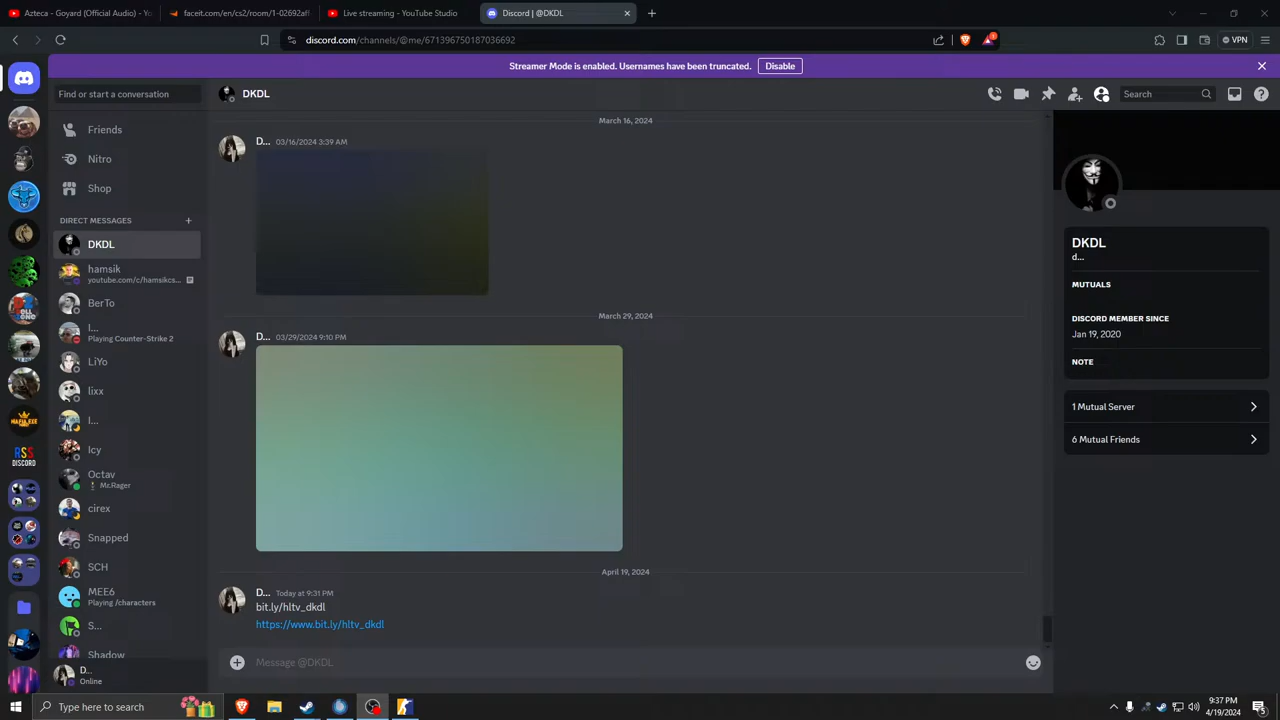 Azteca - Goyard (Official Audio) - Yo
faceit.com/en/cs2/room/1-02692aff
Live streaming - YouTube Studio
Discord | @DKDL
discord.com/channels/@me/671396750187036692
VPN
Streamer Mode is enabled. Usernames have been truncated.
Disable
Find or start a conversation
DKDL
Search
Friends
Nitro
Shop
DIRECT MESSAGES
DKDL
hamsik
youtube.com/c/hamsikcs...
BerTo
I...
Playing Counter-Strike 2
LiYo
lixx
I...
Icy
Octav
Mr.Rager
cirex
Snapped
SCH
MEE6
Playing /characters
S...
Shadow
D...
Online
MAFIA.EXE
RSS
DISCORD
March 16, 2024
D... 03/16/2024 3:39 AM
March 29, 2024
D... 03/29/2024 9:10 PM
April 19, 2024
D... Today at 9:31 PM
bit.ly/hltv_dkdl
https://www.bit.ly/hltv_dkdl
Message @DKDL
DKDL
d...
MUTUALS
DISCORD MEMBER SINCE
Jan 19, 2020
NOTE
1 Mutual Server
6 Mutual Friends
Type here to search
9:37 PM
4/19/2024